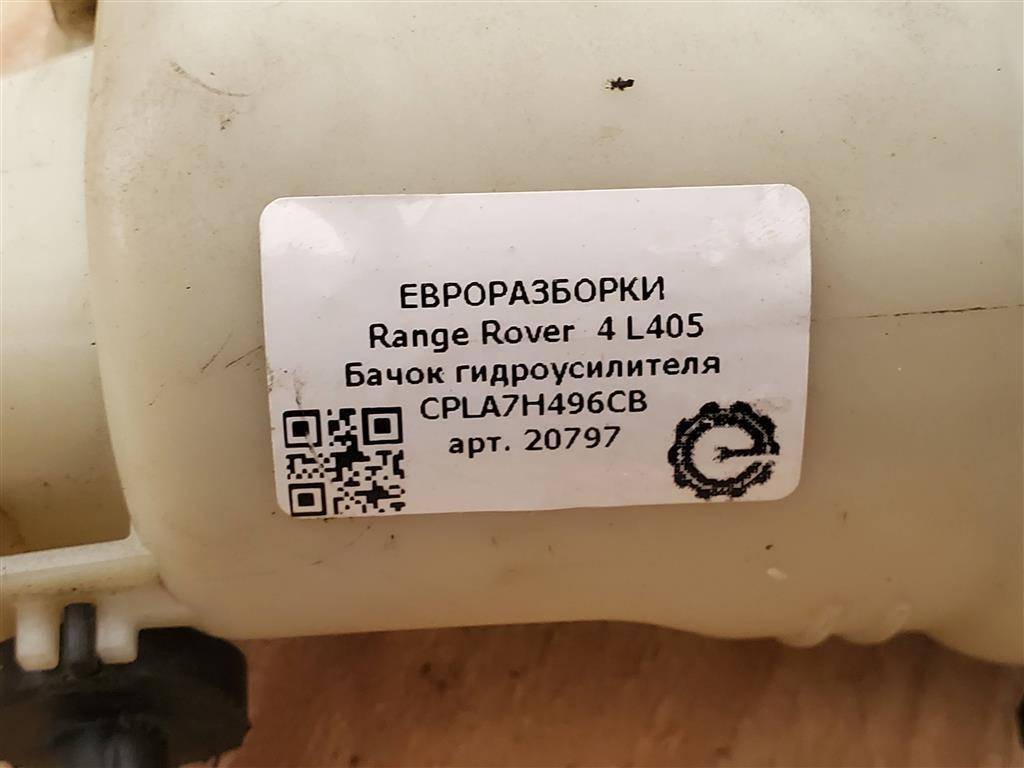 ЕВРОРАЗБОРКИ
Range Rover 4 L405
Бачок гидроусилителя
CPLA7H496CB
арт. 20797